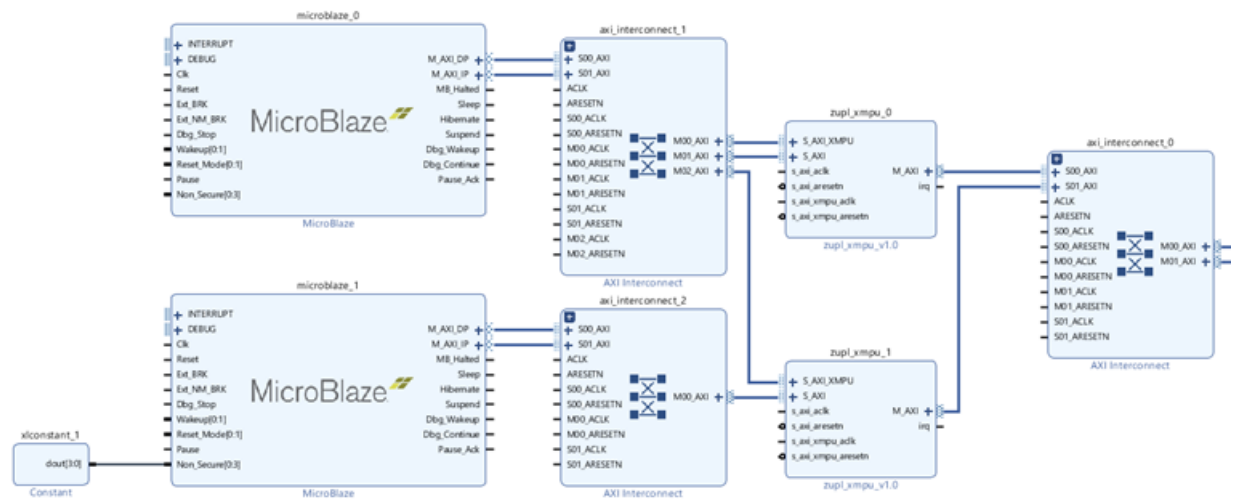 microblaze_0
INTERRUPT
DEBUG
Clk
Reset
Ext_BRK
Ext_NM_BRK
Dbg_Stop
Wakeup[0:1]
Reset_Mode[0:1]
Pause
Non_Secure[0:3]
MicroBlaze
M_AXI_DP
M_AXI_IP
MB_Halted
Sleep
Hibernate
Suspend
Dbg_Wakeup
Dbg_Continue
Pause_Ack
MicroBlaze
axi_interconnect_1
S00_AXI
S01_AXI
ACLK
ARESETN
S00_ACLK
S00_ARESETN
M00_ACLK
M00_ARESETN
M01_ACLK
M01_ARESETN
S01_ACLK
S01_ARESETN
M02_ACLK
M02_ARESETN
M00_AXI
M01_AXI
M02_AXI
AXI Interconnect
zupl_xmpu_0
S_AXI_XMPU
S_AXI
s_axi_aclk
s_axi_aresetn
s_axi_xmpu_aclk
s_axi_xmpu_aresetn
M_AXI
irq
zupl_xmpu_v1.0
axi_interconnect_0
S00_AXI
S01_AXI
ACLK
ARESETN
S00_ACLK
S00_ARESETN
M00_ACLK
M00_ARESETN
M01_ACLK
M01_ARESETN
S01_ACLK
S01_ARESETN
M00_AXI
M01_AXI
AXI Interconnect
microblaze_1
INTERRUPT
DEBUG
Clk
Reset
Ext_BRK
Ext_NM_BRK
Dbg_Stop
Wakeup[0:1]
Reset_Mode[0:1]
Pause
Non_Secure[0:3]
MicroBlaze
M_AXI_DP
M_AXI_IP
MB_Halted
Sleep
Hibernate
Suspend
Dbg_Wakeup
Dbg_Continue
Pause_Ack
MicroBlaze
xlconstant_1
dout[3:0]
Constant
axi_interconnect_2
S00_AXI
S01_AXI
ACLK
ARESETN
S00_ACLK
S00_ARESETN
M00_ACLK
M00_ARESETN
S01_ACLK
S01_ARESETN
M00_AXI
AXI Interconnect
zupl_xmpu_1
S_AXI_XMPU
S_AXI
s_axi_aclk
s_axi_aresetn
s_axi_xmpu_aclk
s_axi_xmpu_aresetn
M_AXI
irq
zupl_xmpu_v1.0